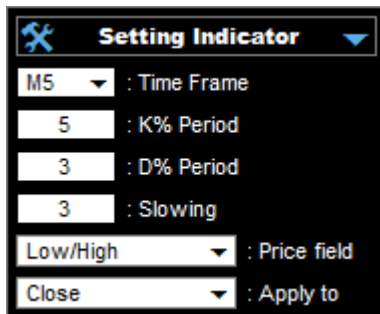 Setting Indicator
M5 : Time Frame
5 : K% Period
3 : D% Period
3 : Slowing
Low/High : Price field
Close : Apply to